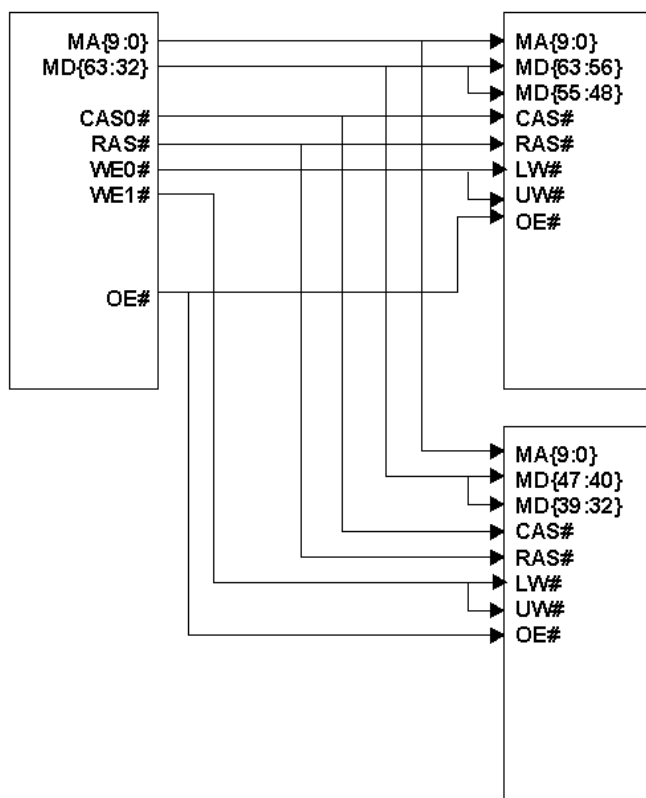 MA{9:0}
MD{63:32}
CAS0#
RAS#
WE0#
WE1#
OE#
MA{9:0}
MD{63:56}
MD{55:48}
CAS#
RAS#
LW#
UW#
OE#
MA{9:0}
MD{47:40}
MD{39:32}
CAS#
RAS#
LW#
UW#
OE#